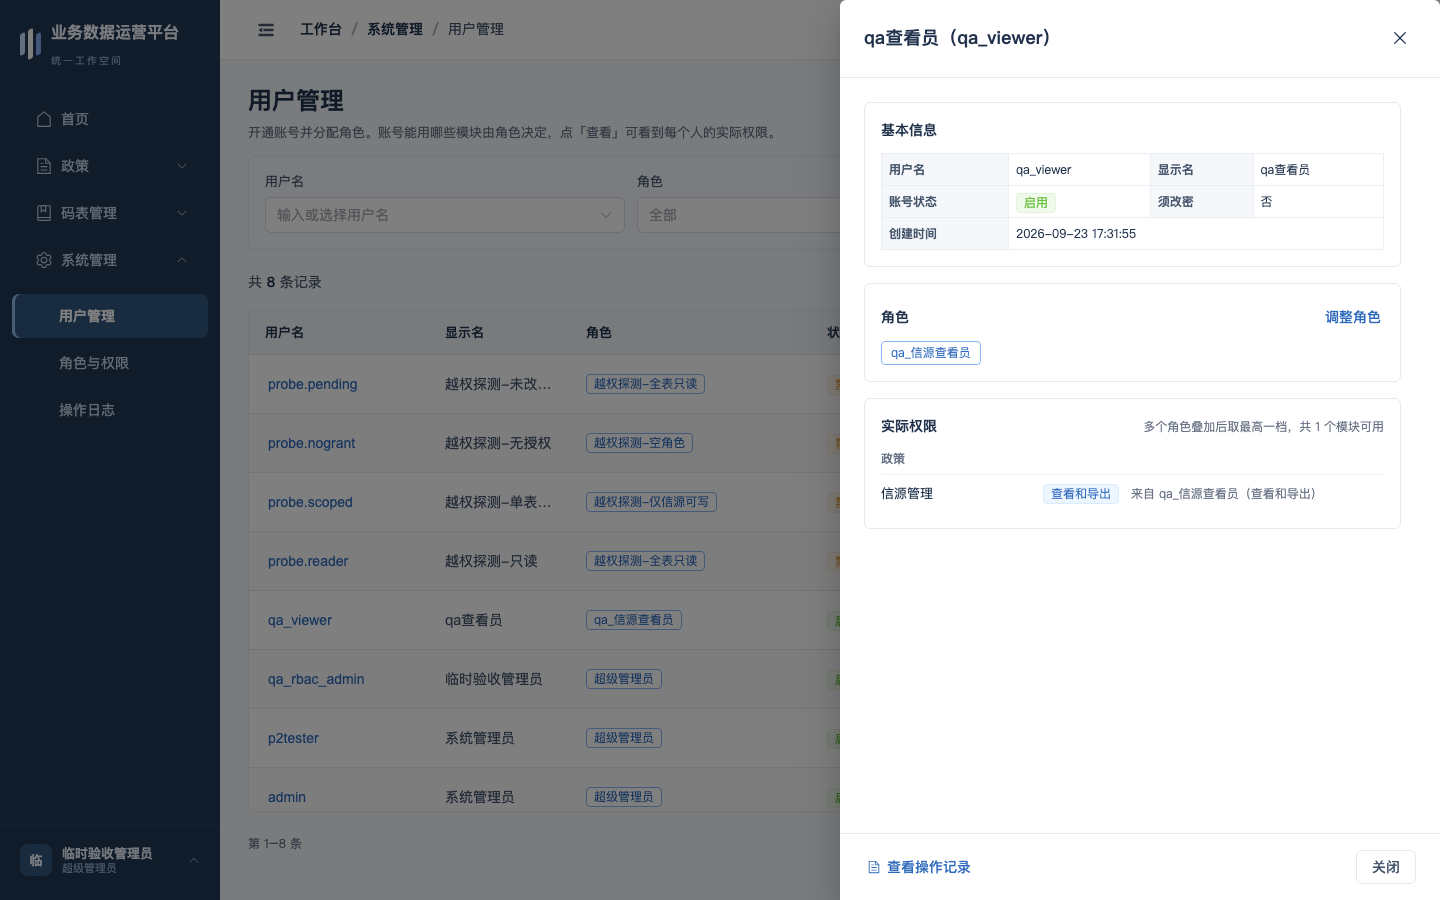 业务数据运营平台
统一工作空间
首页
政策
码表管理
系统管理
用户管理
角色与权限
操作日志
临
临时验收管理员
超级管理员
工作台 / 系统管理 / 用户管理
用户管理
开通账号并分配角色。账号能用哪些模块由角色决定，点「查看」可看到每个人的实际权限。
用户名 角色
输入或选择用户名 全部
共 8 条记录
用户名 显示名 角色
probe.pending 越权探测-未改... 越权探测-全表只读
probe.nogrant 越权探测-无授权 越权探测-空角色
probe.scoped 越权探测-单表... 越权探测-仅信源可写
probe.reader 越权探测-只读 越权探测-全表只读
qa_viewer qa查看员 qa_信源查看员
qa_rbac_admin 临时验收管理员 超级管理员
p2tester 系统管理员 超级管理员
admin 系统管理员 超级管理员
第 1-8 条
qa查看员（qa_viewer）
基本信息
用户名 qa_viewer 显示名 qa查看员
账号状态 启用 须改密 否
创建时间 2026-09-23 17:31:55
角色 调整角色
qa_信源查看员
实际权限 多个角色叠加后取最高一档，共 1 个模块可用
政策
信源管理 查看和导出 来自 qa_信源查看员（查看和导出）
查看操作记录 关闭